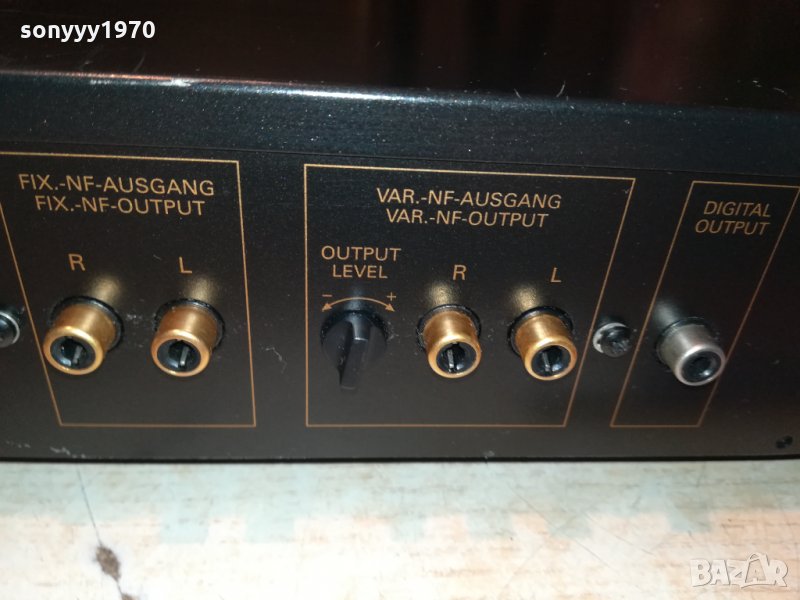 sonyyy1970
FIX.-NF-AUSGANG
FIX.-NF-OUTPUT
R
L
VAR.-NF-AUSGANG
VAR.-NF-OUTPUT
OUTPUT
LEVEL
- +
R
L
DIGITAL
OUTPUT
BAZAR